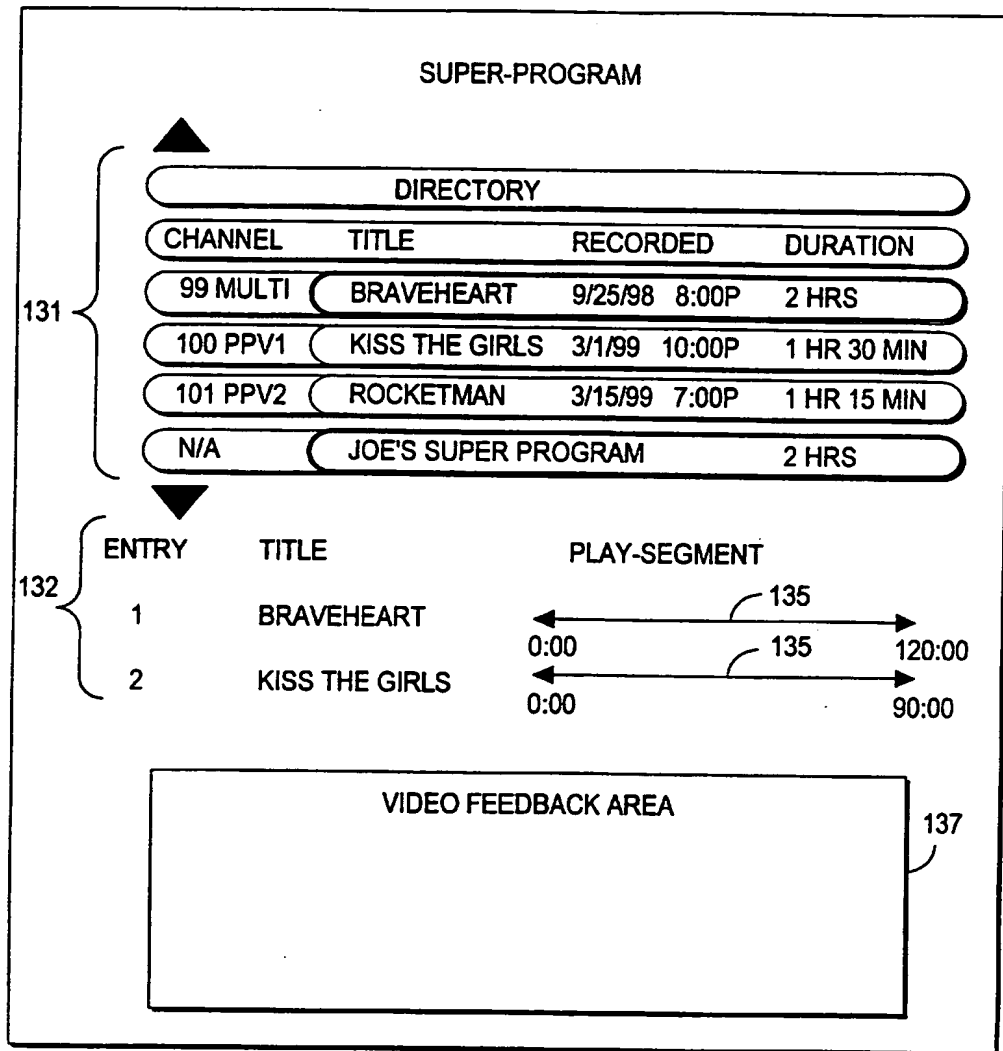 SUPER-PROGRAM
DIRECTORY
CHANNEL TITLE RECORDED DURATION
99 MULTI BRAVEHEART 9/25/98 8:00P 2 HRS
131
100 PPV1 KISS THE GIRLS 3/1/99 10:00P 1 HR 30 MIN
101 PPV2 ROCKETMAN 3/15/99 7:00P 1 HR 15 MIN
N/A JOE'S SUPER PROGRAM 2 HRS
ENTRY TITLE PLAY-SEGMENT
132
1 BRAVEHEART 135
0:00 120:00
2 KISS THE GIRLS 135
0:00 90:00
VIDEO FEEDBACK AREA
137